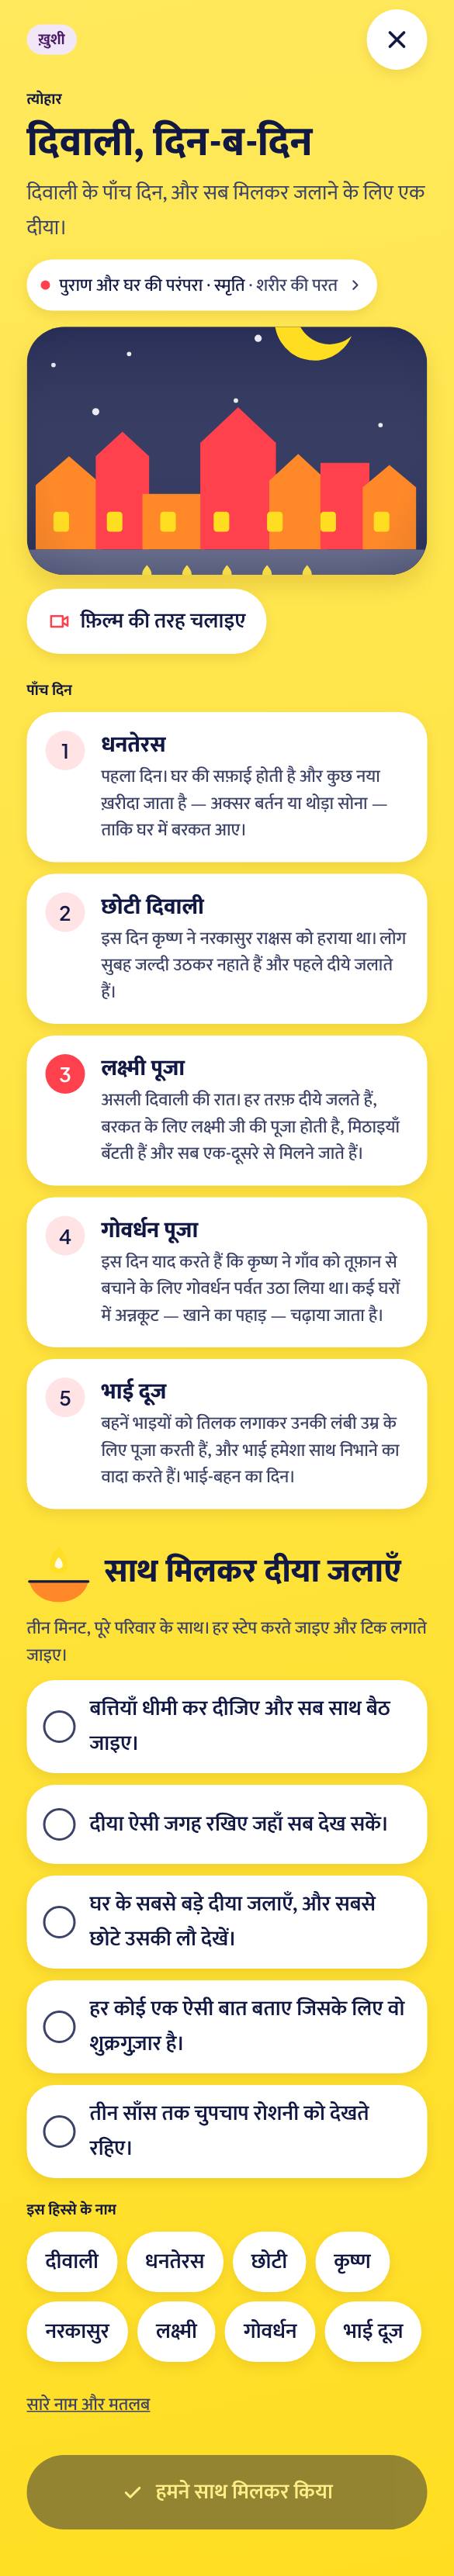 ख़ुशी
त्योहार
दिवाली, दिन-ब-दिन
दिवाली के पाँच दिन, और सब मिलकर जलाने के लिए एक
दीया।
पुराण और घर की परंपरा · स्मृति · शरीर की परत
फ़िल्म की तरह चलाइए
पाँच दिन
1
धनतेरस
पहला दिन। घर की सफ़ाई होती है और कुछ नया
ख़रीदा जाता है — अक्सर बर्तन या थोड़ा सोना —
ताकि घर में बरकत आए।
2
छोटी दिवाली
इस दिन कृष्ण ने नरकासुर राक्षस को हराया था। लोग
सुबह जल्दी उठकर नहाते हैं और पहले दीये जलाते
हैं।
3
लक्ष्मी पूजा
असली दिवाली की रात। हर तरफ़ दीये जलते हैं,
बरकत के लिए लक्ष्मी जी की पूजा होती है, मिठाइयाँ
बँटती हैं और सब एक-दूसरे से मिलने जाते हैं।
4
गोवर्धन पूजा
इस दिन याद करते हैं कि कृष्ण ने गाँव को तूफ़ान से
बचाने के लिए गोवर्धन पर्वत उठा लिया था। कई घरों
में अन्नकूट — खाने का पहाड़ — चढ़ाया जाता है।
5
भाई दूज
बहनें भाइयों को तिलक लगाकर उनकी लंबी उम्र के
लिए पूजा करती हैं, और भाई हमेशा साथ निभाने का
वादा करते हैं। भाई-बहन का दिन।
साथ मिलकर दीया जलाएँ
तीन मिनट, पूरे परिवार के साथ। हर स्टेप करते जाइए और टिक लगाते
जाइए।
बत्तियाँ धीमी कर दीजिए और सब साथ बैठ
जाइए।
दीया ऐसी जगह रखिए जहाँ सब देख सकें।
घर के सबसे बड़े दीया जलाएँ, और सबसे
छोटे उसकी लौ देखें।
हर कोई एक ऐसी बात बताए जिसके लिए वो
शुक्रगुज़ार है।
तीन साँस तक चुपचाप रोशनी को देखते
रहिए।
इस हिस्से के नाम
दीवाली धनतेरस छोटी कृष्ण
नरकासुर लक्ष्मी गोवर्धन भाई दूज
सारे नाम और मतलब
हमने साथ मिलकर किया